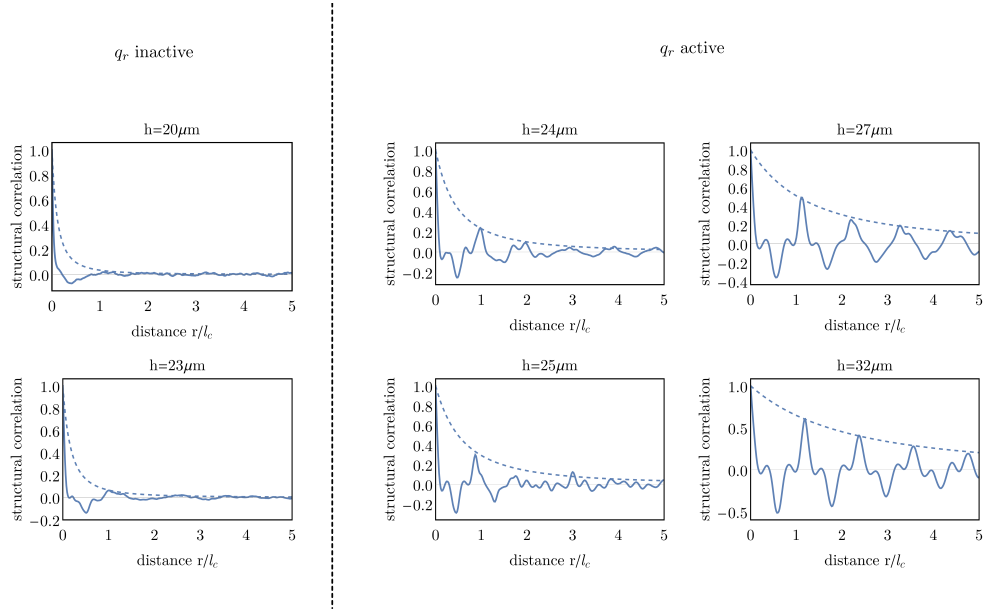 q_r inactive
q_r active
h=20μm
structural correlation
1.0
0.8
0.6
0.4
0.2
0.0
0 1 2 3 4 5
distance r/l_c
h=24μm
structural correlation
1.0
0.8
0.6
0.4
0.2
0.0
−0.2
0 1 2 3 4 5
distance r/l_c
h=27μm
structural correlation
1.0
0.8
0.6
0.4
0.2
0.0
−0.2
−0.4
0 1 2 3 4 5
distance r/l_c
h=23μm
structural correlation
1.0
0.8
0.6
0.4
0.2
0.0
−0.2
0 1 2 3 4 5
distance r/l_c
h=25μm
structural correlation
1.0
0.8
0.6
0.4
0.2
0.0
−0.2
0 1 2 3 4 5
distance r/l_c
h=32μm
structural correlation
1.0
0.5
0.0
−0.5
0 1 2 3 4 5
distance r/l_c